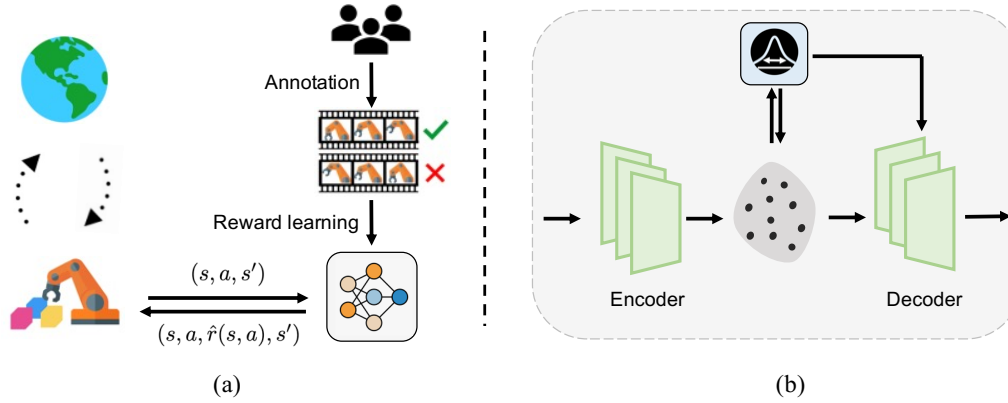 Annotation
Reward learning
(s, a, s′)
(s, a, r̂(s, a), s′)
(a)
Encoder
Decoder
(b)